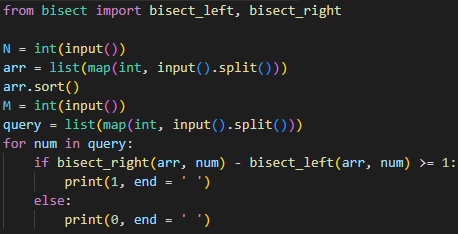 from bisect import bisect_left, bisect_right

N = int(input())
arr = list(map(int, input().split()))
arr.sort()
M = int(input())
query = list(map(int, input().split()))
for num in query:
    if bisect_right(arr, num) - bisect_left(arr, num) >= 1:
        print(1, end = ' ')
    else:
        print(0, end = ' ')